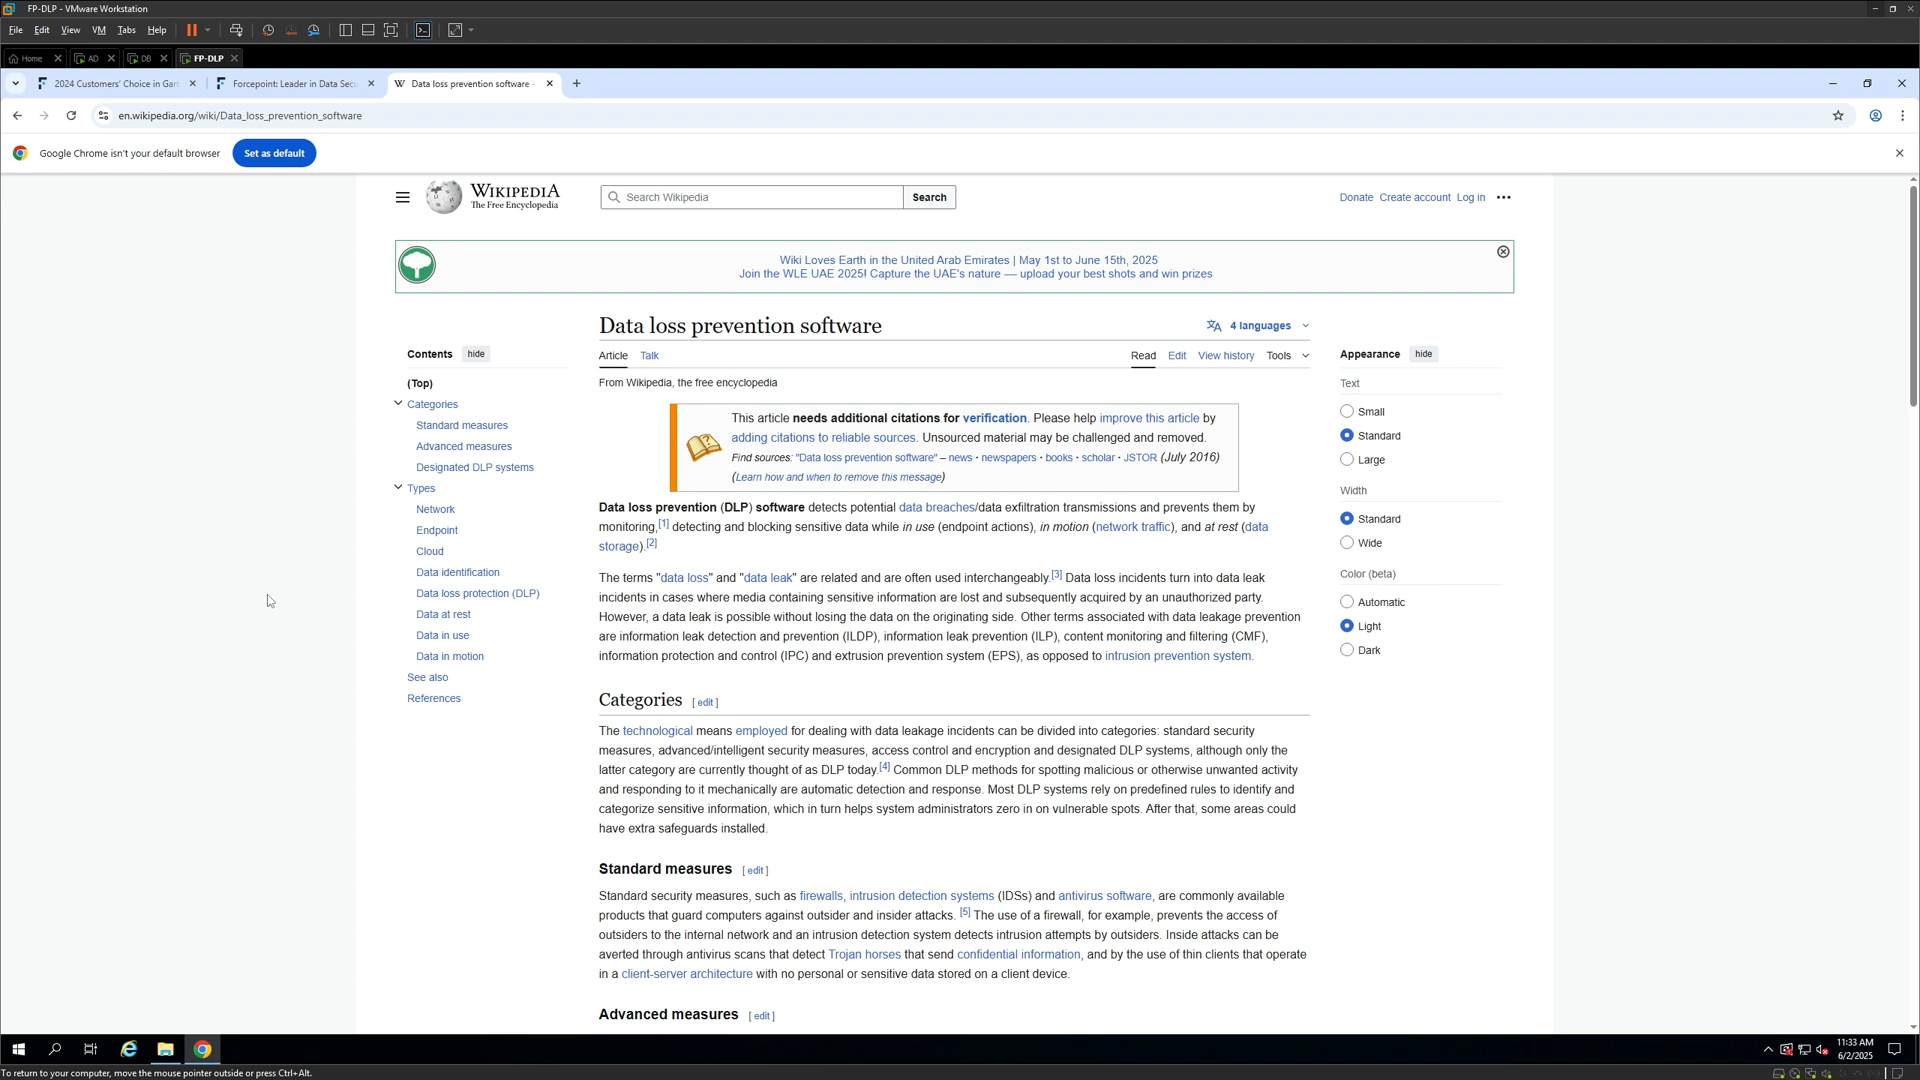 FP-DLP - VMware Workstation
File Edit View VM Tabs Help
Home AD DB FP-DLP
2024 Customers' Choice in Gart Forcepoint: Leader in Data Secu Data loss prevention software -
en.wikipedia.org/wiki/Data_loss_prevention_software
Google Chrome isn't your default browser Set as default
WIKIPEDIA
The Free Encyclopedia
Search Wikipedia Search
Donate Create account Log in
Wiki Loves Earth in the United Arab Emirates | May 1st to June 15th, 2025
Join the WLE UAE 2025! Capture the UAE's nature — upload your best shots and win prizes
Contents hide
(Top)
Categories
Standard measures
Advanced measures
Designated DLP systems
Types
Network
Endpoint
Cloud
Data identification
Data loss protection (DLP)
Data at rest
Data in use
Data in motion
See also
References
Data loss prevention software 4 languages
Article Talk Read Edit View history Tools
From Wikipedia, the free encyclopedia
This article needs additional citations for verification. Please help improve this article by
adding citations to reliable sources. Unsourced material may be challenged and removed.
Find sources: "Data loss prevention software" – news · newspapers · books · scholar · JSTOR (July 2016)
(Learn how and when to remove this message)
Data loss prevention (DLP) software detects potential data breaches/data exfiltration transmissions and prevents them by
monitoring,[1] detecting and blocking sensitive data while in use (endpoint actions), in motion (network traffic), and at rest (data
storage).[2]
The terms "data loss" and "data leak" are related and are often used interchangeably.[3] Data loss incidents turn into data leak
incidents in cases where media containing sensitive information are lost and subsequently acquired by an unauthorized party.
However, a data leak is possible without losing the data on the originating side. Other terms associated with data leakage prevention
are information leak detection and prevention (ILDP), information leak prevention (ILP), content monitoring and filtering (CMF),
information protection and control (IPC) and extrusion prevention system (EPS), as opposed to intrusion prevention system.
Categories [ edit ]
The technological means employed for dealing with data leakage incidents can be divided into categories: standard security
measures, advanced/intelligent security measures, access control and encryption and designated DLP systems, although only the
latter category are currently thought of as DLP today.[4] Common DLP methods for spotting malicious or otherwise unwanted activity
and responding to it mechanically are automatic detection and response. Most DLP systems rely on predefined rules to identify and
categorize sensitive information, which in turn helps system administrators zero in on vulnerable spots. After that, some areas could
have extra safeguards installed.
Standard measures [ edit ]
Standard security measures, such as firewalls, intrusion detection systems (IDSs) and antivirus software, are commonly available
products that guard computers against outsider and insider attacks. [5] The use of a firewall, for example, prevents the access of
outsiders to the internal network and an intrusion detection system detects intrusion attempts by outsiders. Inside attacks can be
averted through antivirus scans that detect Trojan horses that send confidential information, and by the use of thin clients that operate
in a client-server architecture with no personal or sensitive data stored on a client device.
Advanced measures [ edit ]
Appearance hide
Text
Small
Standard
Large
Width
Standard
Wide
Color (beta)
Automatic
Light
Dark
11:33 AM
6/2/2025
To return to your computer, move the mouse pointer outside or press Ctrl+Alt.